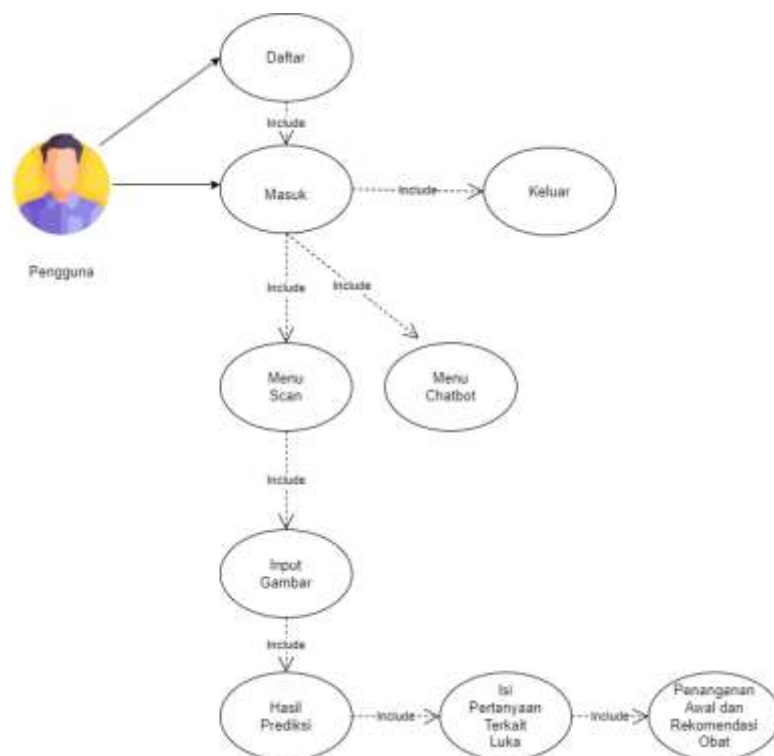 Daftar
Include
Masuk
Include
Keluar
Pengguna
Include
Include
Menu
Scan
Menu
Chatbot
Include
Input
Gambar
Include
Hasil
Prediksi
Include
Isi
Pertanyaan
Terkait
Luka
Include
Penanganan
Awal dan
Rekomendasi
Obat